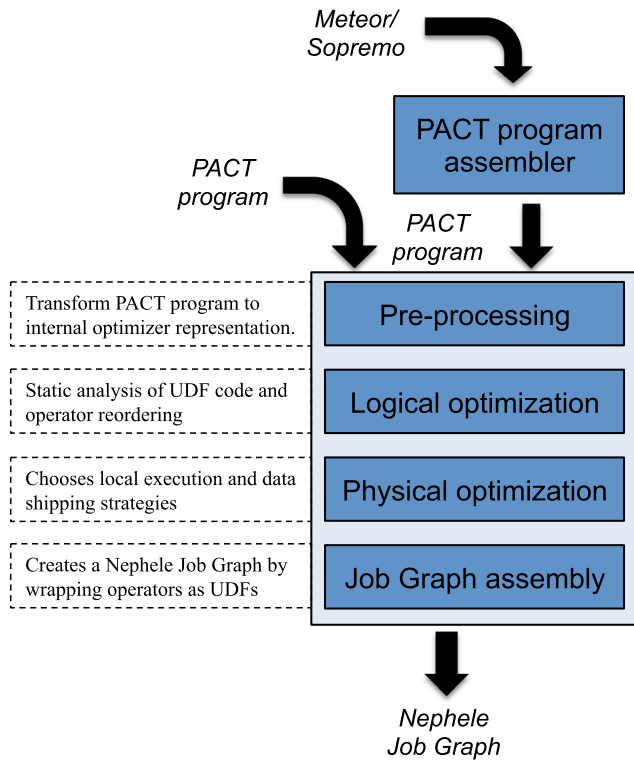 Meteor/
Sopremo
PACT program
assembler
PACT
program
PACT
program
Transform PACT program to
internal optimizer representation.
Pre-processing
Static analysis of UDF code and
operator reordering
Logical optimization
Chooses local execution and data
shipping strategies
Physical optimization
Creates a Nephele Job Graph by
wrapping operators as UDFs
Job Graph assembly
Nephele
Job Graph